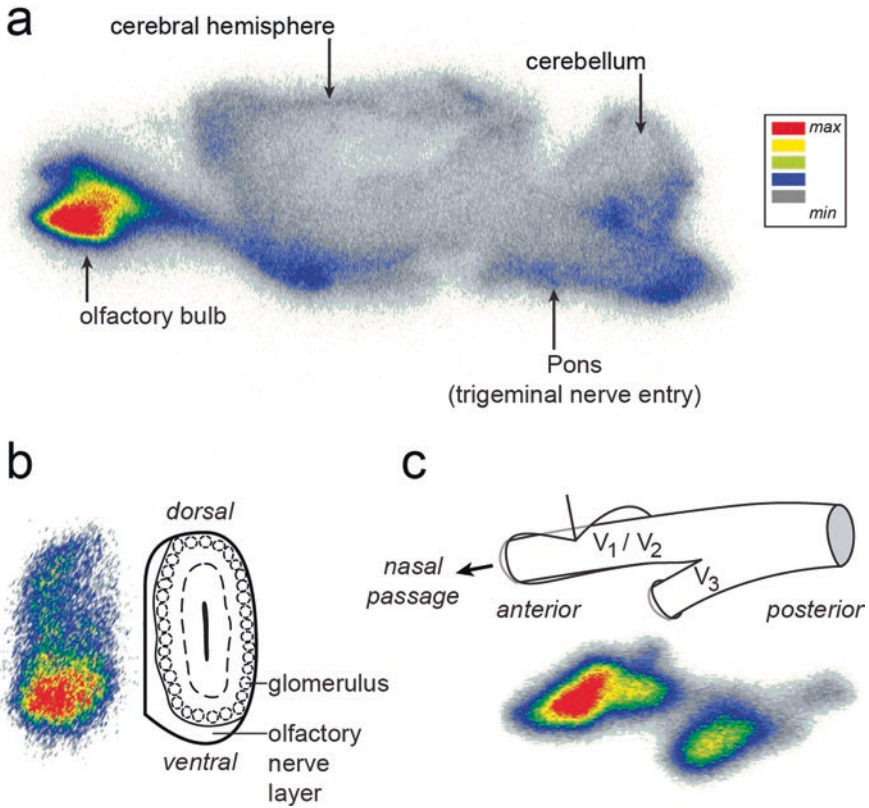 a
cerebral hemisphere
cerebellum
max
min
olfactory bulb
Pons
(trigeminal nerve entry)
b
dorsal
glomerulus
olfactory
nerve
layer
ventral
c
V1 / V2
V3
nasal
passage
anterior
posterior